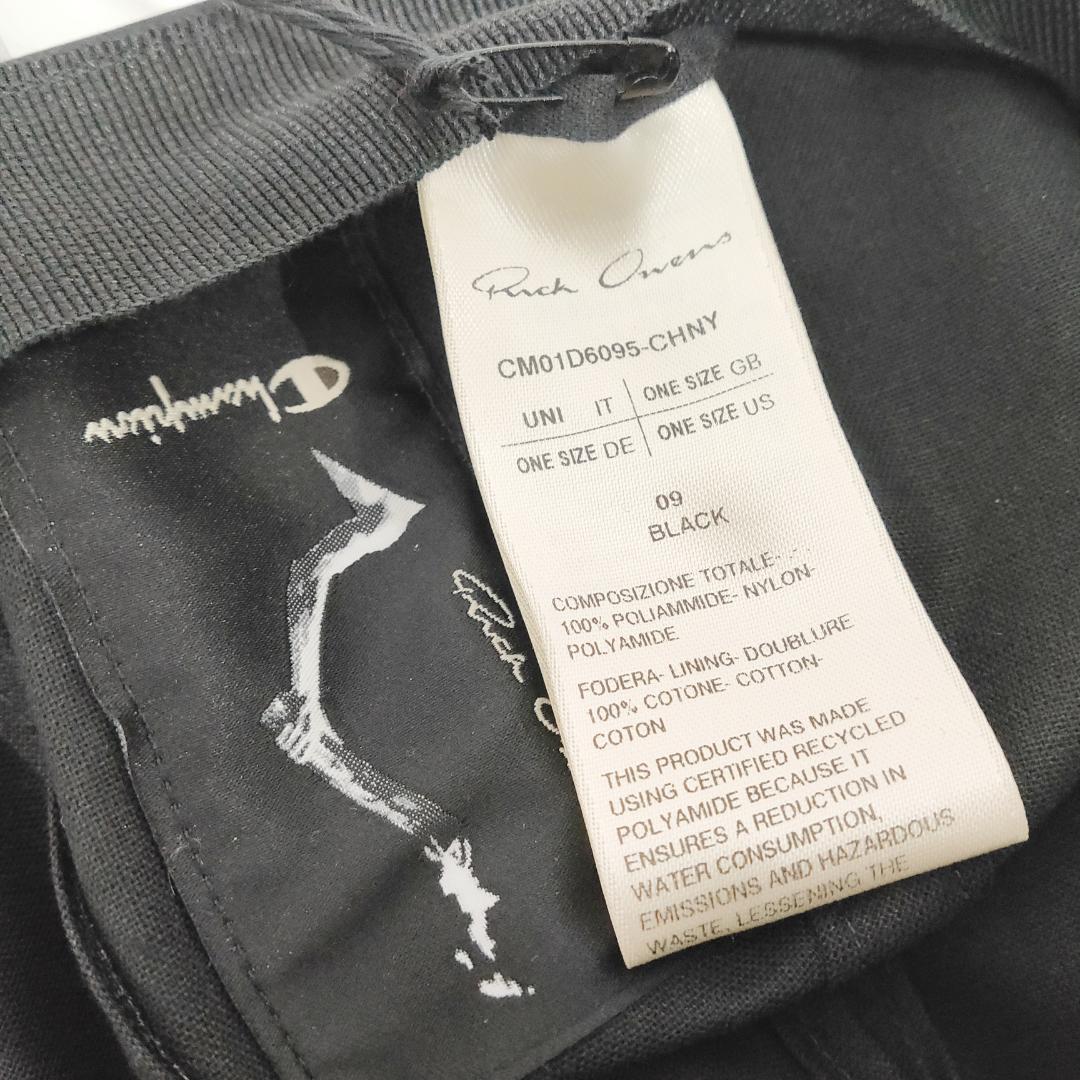 Champion
Rick
Rick Owens
CM01D6095-CHNY
UNI IT ONE SIZE GB
ONE SIZE DE ONE SIZE US
09
BLACK
COMPOSIZIONE TOTALE-
100% POLIAMMIDE- NYLON-
POLYAMIDE
FODERA- LINING- DOUBLURE
100% COTONE- COTTON-
COTON
THIS PRODUCT WAS MADE
USING CERTIFIED RECYCLED
POLYAMIDE BECAUSE IT
ENSURES A REDUCTION IN
WATER CONSUMPTION,
EMISSIONS AND HAZARDOUS
WASTE, LESSENING THE